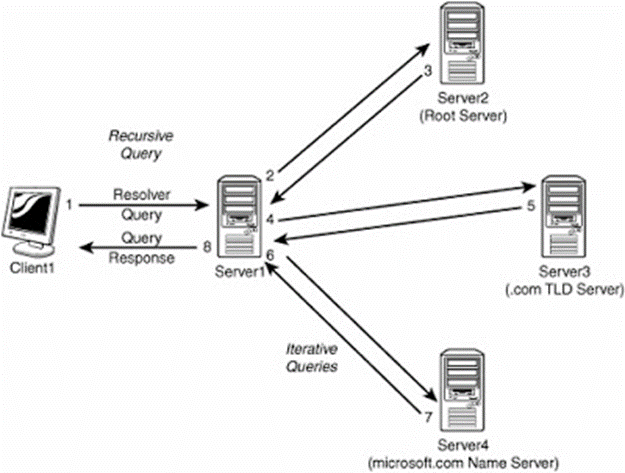 Server2
(Root Server)
3
Recursive
Query
2
1
Resolver
Query
4
5
Query
Response
8
6
Client1
Server1
Server3
(.com TLD Server)
Iterative
Queries
7
Server4
(microsoft.com Name Server)